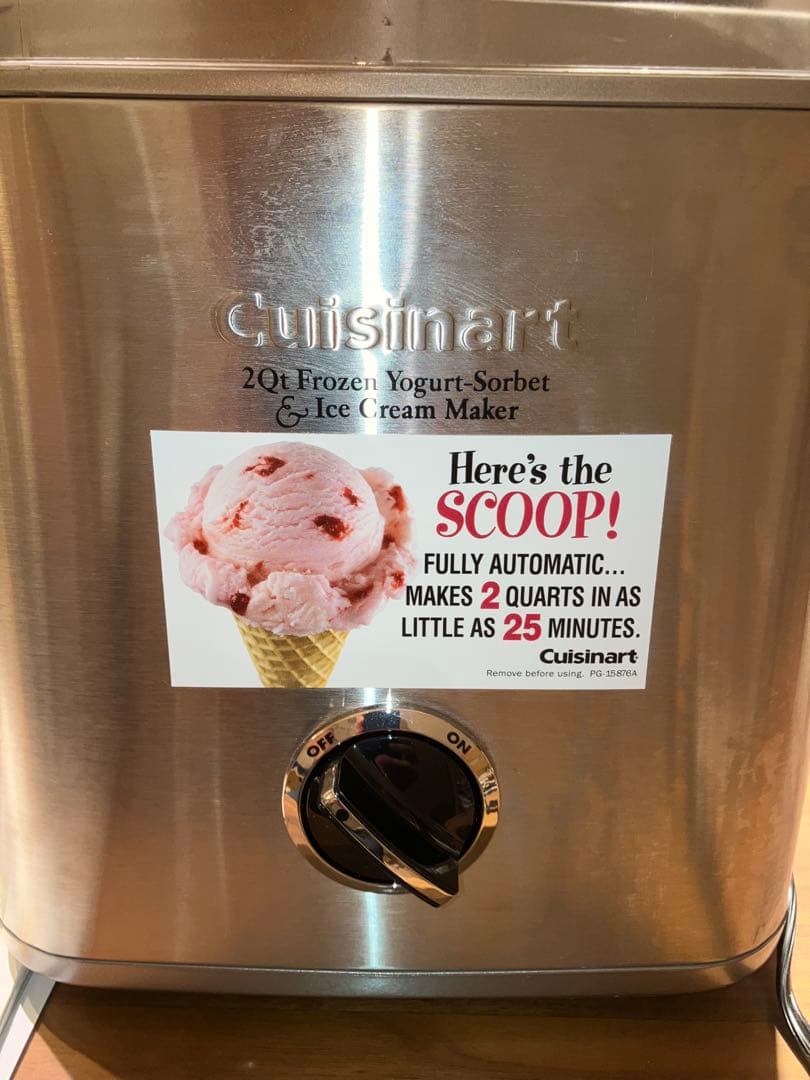 Cuisinart
2Qt Frozen Yogurt-Sorbet
& Ice Cream Maker
Here's the
SCOOP!
FULLY AUTOMATIC...
MAKES 2 QUARTS IN AS
LITTLE AS 25 MINUTES.
Cuisinart
Remove before using. PG-15876A
OFF ON